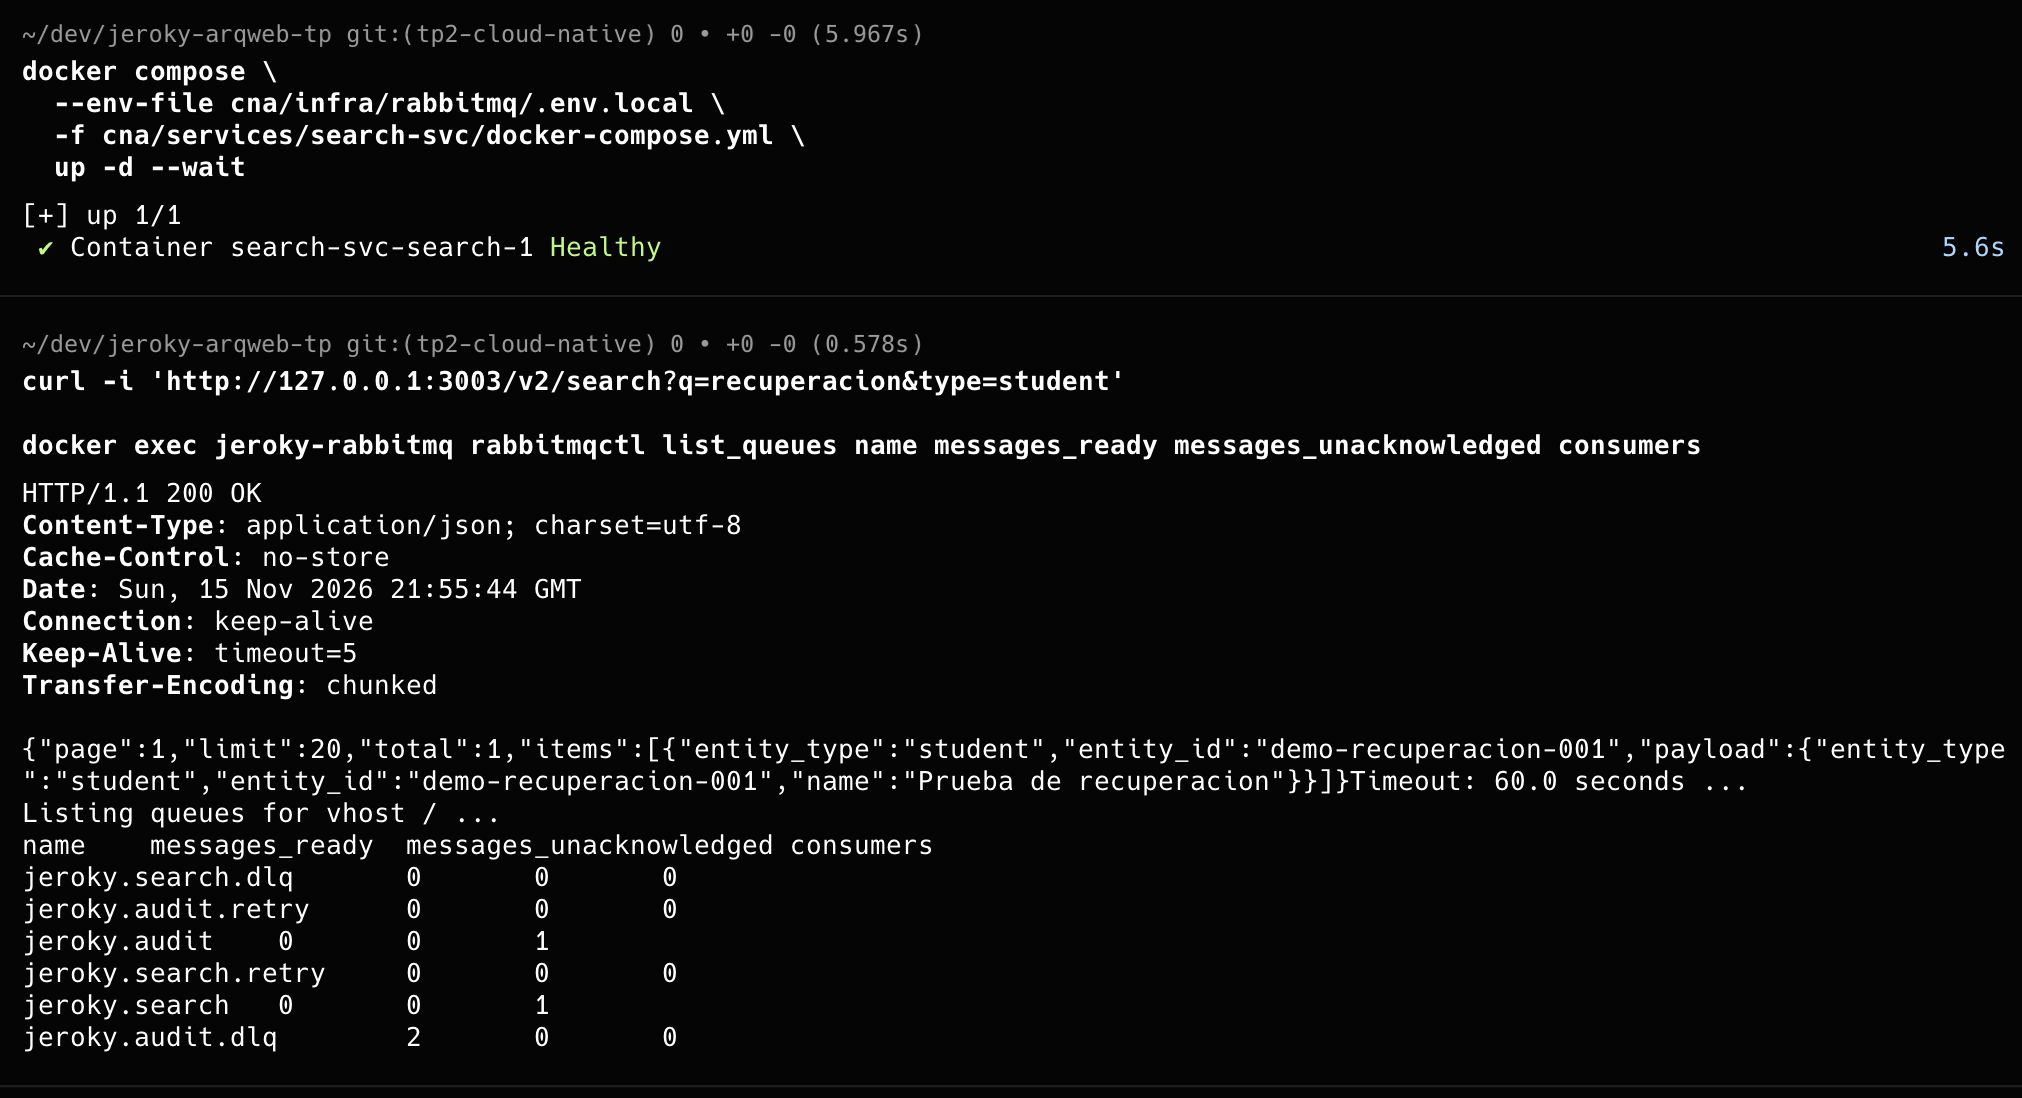 ~/dev/jeroky-arqweb-tp git:(tp2-cloud-native) 0 • +0 -0 (5.967s)
docker compose \
  --env-file cna/infra/rabbitmq/.env.local \
  -f cna/services/search-svc/docker-compose.yml \
  up -d --wait
[+] up 1/1
 ✔ Container search-svc-search-1 Healthy 5.6s
~/dev/jeroky-arqweb-tp git:(tp2-cloud-native) 0 • +0 -0 (0.578s)
curl -i 'http://127.0.0.1:3003/v2/search?q=recuperacion&type=student'
docker exec jeroky-rabbitmq rabbitmqctl list_queues name messages_ready messages_unacknowledged consumers
HTTP/1.1 200 OK
Content-Type: application/json; charset=utf-8
Cache-Control: no-store
Date: Sun, 15 Nov 2026 21:55:44 GMT
Connection: keep-alive
Keep-Alive: timeout=5
Transfer-Encoding: chunked
{"page":1,"limit":20,"total":1,"items":[{"entity_type":"student","entity_id":"demo-recuperacion-001","payload":{"entity_type
":"student","entity_id":"demo-recuperacion-001","name":"Prueba de recuperacion"}}]}Timeout: 60.0 seconds ...
Listing queues for vhost / ...
name    messages_ready  messages_unacknowledged consumers
jeroky.search.dlq       0       0       0
jeroky.audit.retry      0       0       0
jeroky.audit    0       0       1
jeroky.search.retry     0       0       0
jeroky.search   0       0       1
jeroky.audit.dlq        2       0       0